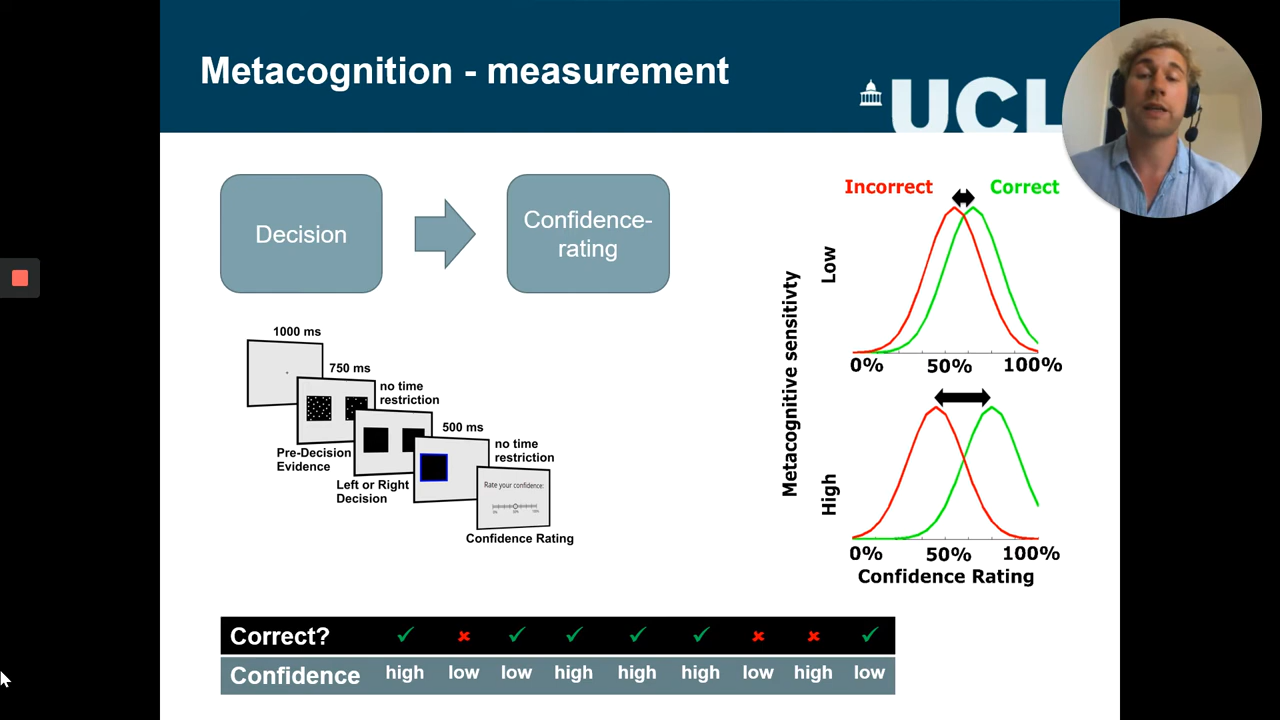 Metacognition - measurement
UCL
Decision
Confidence-
rating
1000 ms
750 ms
no time
restriction
500 ms
no time
restriction
Pre-Decision
Evidence
Left or Right
Decision
Rate your confidence:
Confidence Rating
Incorrect
Correct
Metacognitive sensitivty
Low
0% 50% 100%
High
0% 50% 100%
Confidence Rating
Correct? ✓ ✘ ✓ ✓ ✓ ✓ ✘ ✘ ✓
Confidence high low low high high high low high low